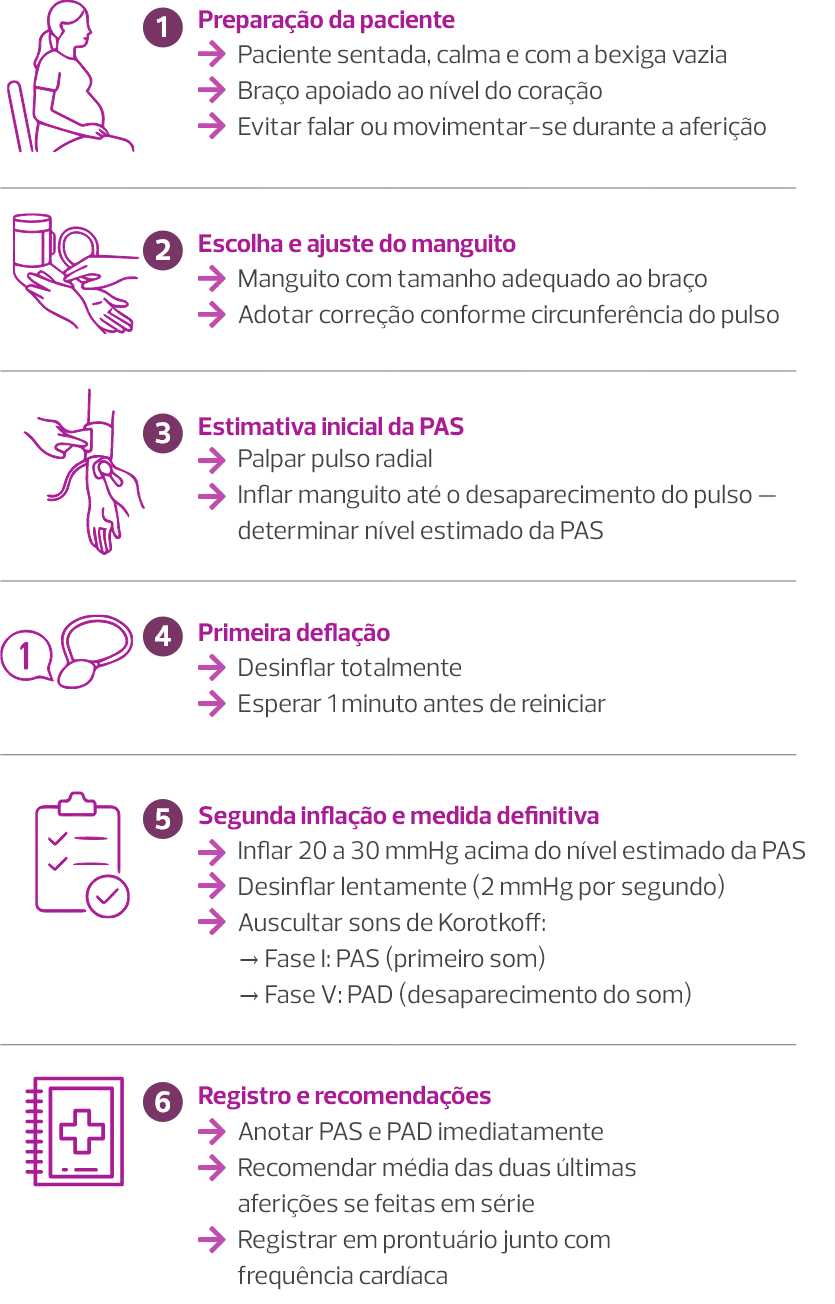 1 Preparação da paciente
→ Paciente sentada, calma e com a bexiga vazia
→ Braço apoiado ao nível do coração
→ Evitar falar ou movimentar-se durante a aferição
2 Escolha e ajuste do manguito
→ Manguito com tamanho adequado ao braço
→ Adotar correção conforme circunferência do pulso
3 Estimativa inicial da PAS
→ Palpar pulso radial
→ Inflar manguito até o desaparecimento do pulso —
determinar nível estimado da PAS
1
4 Primeira deflação
→ Desinflar totalmente
→ Esperar 1 minuto antes de reiniciar
5 Segunda inflação e medida definitiva
→ Inflar 20 a 30 mmHg acima do nível estimado da PAS
→ Desinflar lentamente (2 mmHg por segundo)
→ Auscultar sons de Korotkoff:
→ Fase I: PAS (primeiro som)
→ Fase V: PAD (desaparecimento do som)
6 Registro e recomendações
→ Anotar PAS e PAD imediatamente
→ Recomendar média das duas últimas
aferições se feitas em série
→ Registrar em prontuário junto com
frequência cardíaca